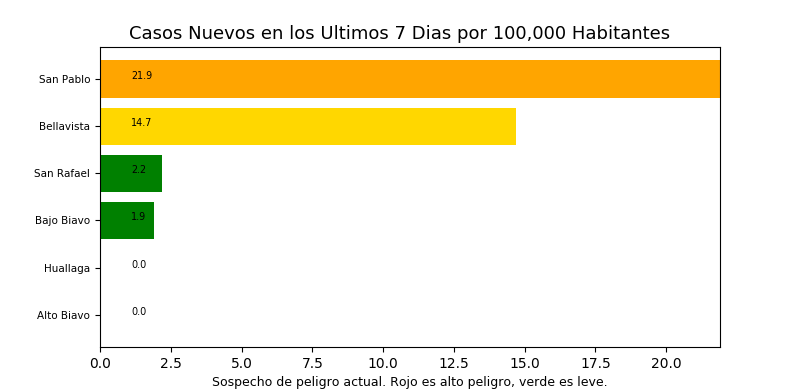 Casos Nuevos en los Ultimos 7 Dias por 100,000 Habitantes
San Pablo 21.9
Bellavista 14.7
San Rafael 2.2
Bajo Biavo 1.9
Huallaga 0.0
Alto Biavo 0.0
0.0 2.5 5.0 7.5 10.0 12.5 15.0 17.5 20.0
Sospecho de peligro actual. Rojo es alto peligro, verde es leve.